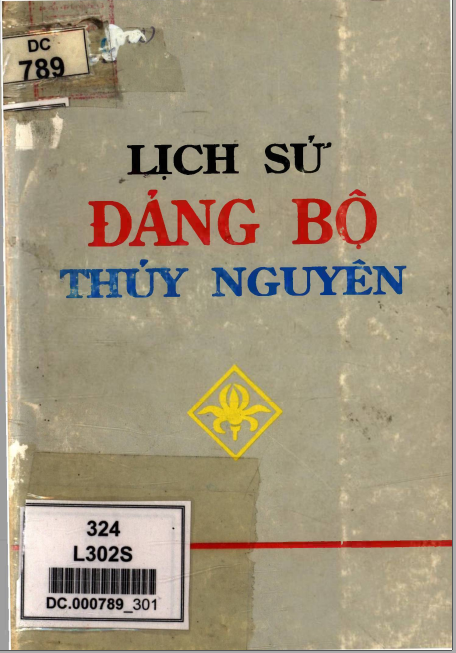 DC
789
LỊCH SỬ
ĐẢNG BỘ
THỦY NGUYÊN
324
L302S
DC.000789_301